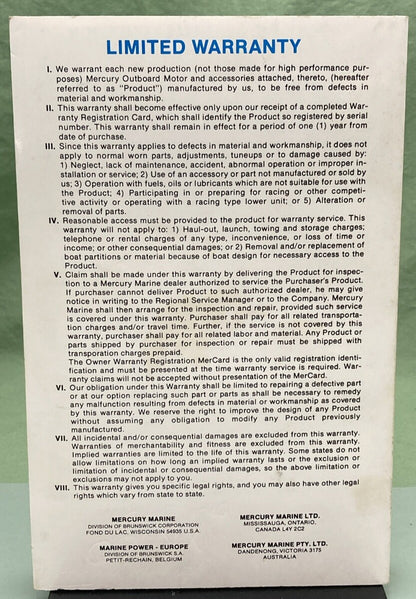 LIMITED WARRANTY
I. We warrant each new production (not those made for high performance pur-
poses) Mercury Outboard Motor and accessories attached, thereto, (hereafter
referred to as "Product") manufactured by us, to be free from defects in
material and workmanship.
II. This warranty shall become effective only upon our receipt of a completed War-
ranty Registration Card, which shall identify the Product so registered by serial
number. This warranty shall remain in effect for a period of one (1) year from
date of purchase.
III. Since this warranty applies to defects in material and workmanship, it does not
apply to normal worn parts, adjustments, tuneups or to damage caused by:
1) Neglect, lack of maintenance, accident, abnormal operation or improper in-
stallation or service; 2) Use of an accessory or part not manufactured or sold by
us; 3) Operation with fuels, oils or lubricants which are not suitable for use with
the Product; 4) Participating in or preparing for racing or other competi-
tive activity or operating with a racing type lower unit; or 5) Alteration or
removal of parts.
IV. Reasonable access must be provided to the product for warranty service. This
warranty will not apply to: 1) Haul-out, launch, towing and storage charges;
telephone or rental charges of any type, inconvenience, or loss of time or
income; or other consequential damages; or 2) Removal and/or replacement of
boat partitions or material because of boat design for necessary access to the
Product.
V. Claim shall be made under this warranty by delivering the Product for inspec-
tion to a Mercury Marine dealer authorized to service the Purchaser's Product.
If purchaser cannot deliver Product to such authorized dealer, he may give
notice in writing to the Regional Service Manager or to the Company. Mercury
Marine shall then arrange for the inspection and repair, provided such service
is covered under this warranty. Purchaser shall pay for all related transporta-
tion charges and/or travel time. Further, if the service is not covered by this
warranty, purchaser shall pay for all related labor and material. Any Product or
parts shipped by purchaser for inspection or repair must be shipped with
transporation charges prepaid.
The Owner Warranty Registration MerCard is the only valid registration identi-
fication and must be presented at the time warranty service is required. War-
ranty claims will not be accepted without presentation of the MerCard.
VI. Our obligation under this Warranty shall be limited to repairing a defective part
or at our option replacing such part or parts as shall be necessary to remedy
any malfunction resulting from defects in material or workmanship as covered
by this warranty. We reserve the right to improve the design of any Product
without assuming any obligation to modify any Product previously
manufactured.
VII. All incidental and/or consequential damages are excluded from this warranty.
Warranties of merchantability and fitness are excluded from this warranty.
Implied warranties are limited to the life of this warranty. Some states do not
allow limitations on how long an implied warranty lasts or the exclusion or
limitation of incidental or consequential damages, so the above limitation or
exclusions may not apply to you.
VIII. This warranty gives you specific legal rights, and you may also have other legal
rights which vary from state to state.
MERCURY MARINE
DIVISION OF BRUNSWICK CORPORATION
FOND DU LAC, WISCONSIN 54935 U.S.A.
MERCURY MARINE LTD.
MISSISSAUGA, ONTARIO,
CANADA L4Y 2C2
MARINE POWER - EUROPE
DIVISION OF BRUNSWICK S.A.
PETIT-RECHAIN, BELGIUM
MERCURY MARINE PTY. LTD.
DANDENONG, VICTORIA 3175
AUSTRALIA